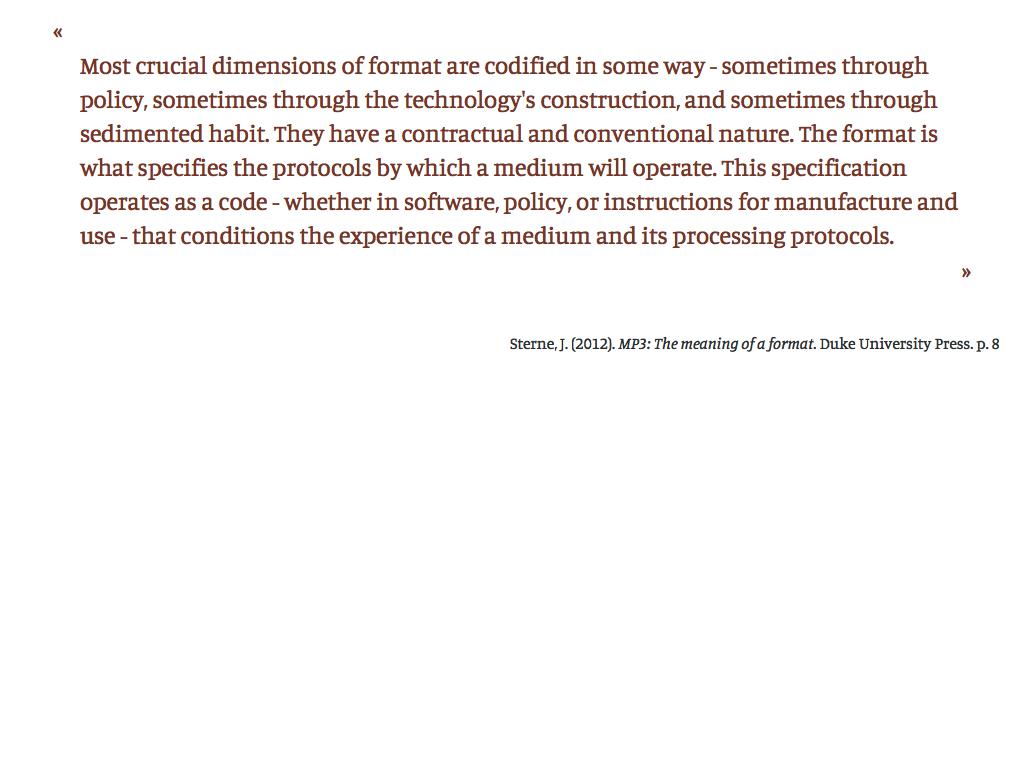 «
Most crucial dimensions of format are codified in some way - sometimes through
policy, sometimes through the technology's construction, and sometimes through
sedimented habit. They have a contractual and conventional nature. The format is
what specifies the protocols by which a medium will operate. This specification
operates as a code - whether in software, policy, or instructions for manufacture and
use - that conditions the experience of a medium and its processing protocols.
»
Sterne, J. (2012). MP3: The meaning of a format. Duke University Press. p. 8